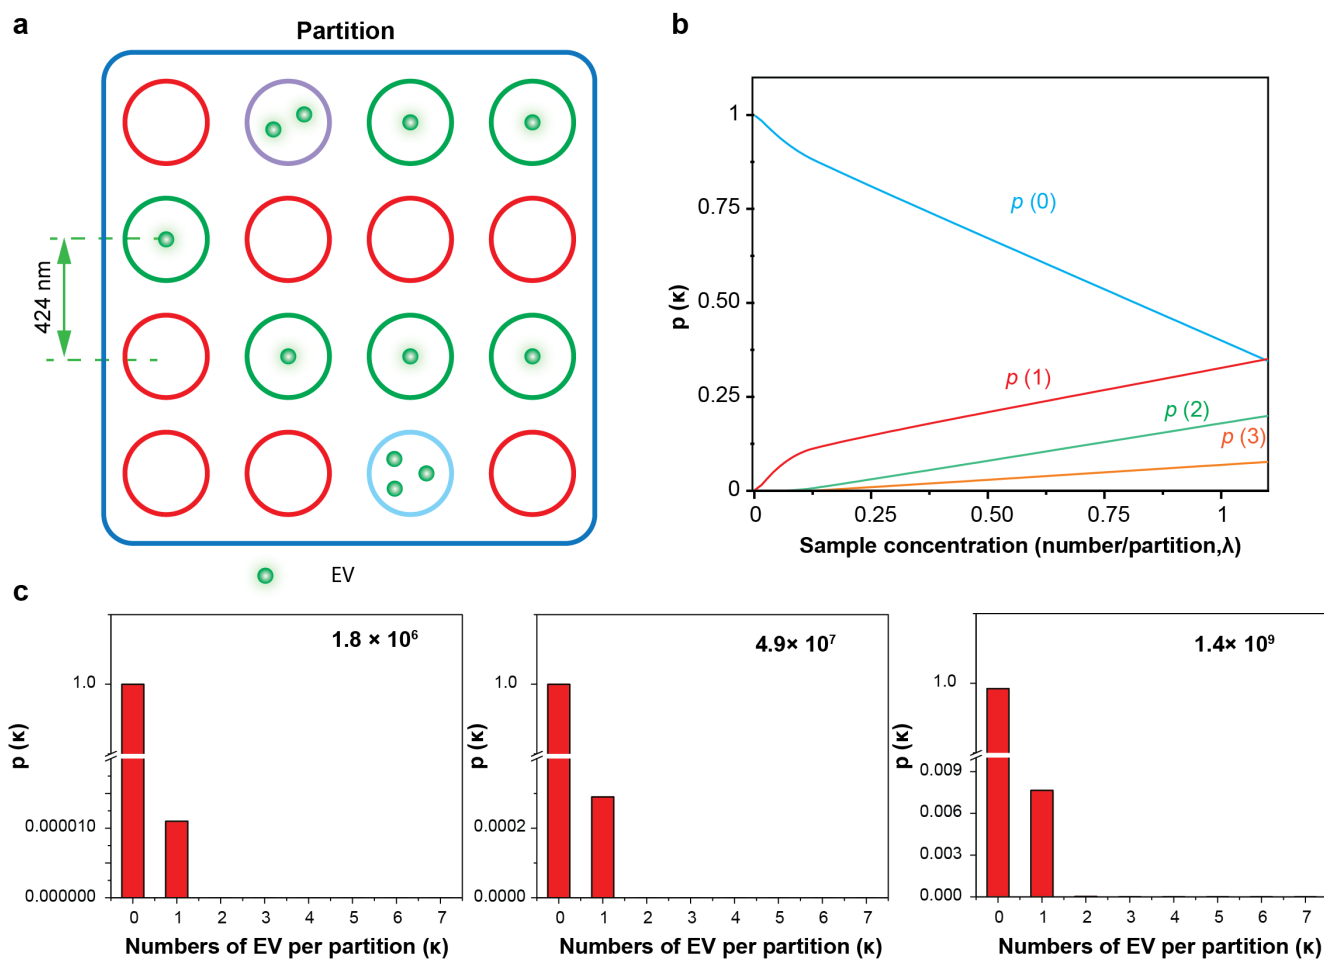 a
Partition
424 nm
EV
b
1
0.75
0.50
0.25
0
p (κ)
p (0)
p (1)
p (2)
p (3)
0
0.25
0.50
0.75
1
Sample concentration (number/partition,λ)
c
1.8 × 10⁶
1.0
0.000010
0.000000
p (κ)
0 1 2 3 4 5 6 7
Numbers of EV per partition (κ)
4.9× 10⁷
1.0
0.0002
0.0000
p (κ)
0 1 2 3 4 5 6 7
Numbers of EV per partition (κ)
1.4× 10⁹
1.0
0.009
0.006
0.003
0.000
p (κ)
0 1 2 3 4 5 6 7
Numbers of EV per partition (κ)